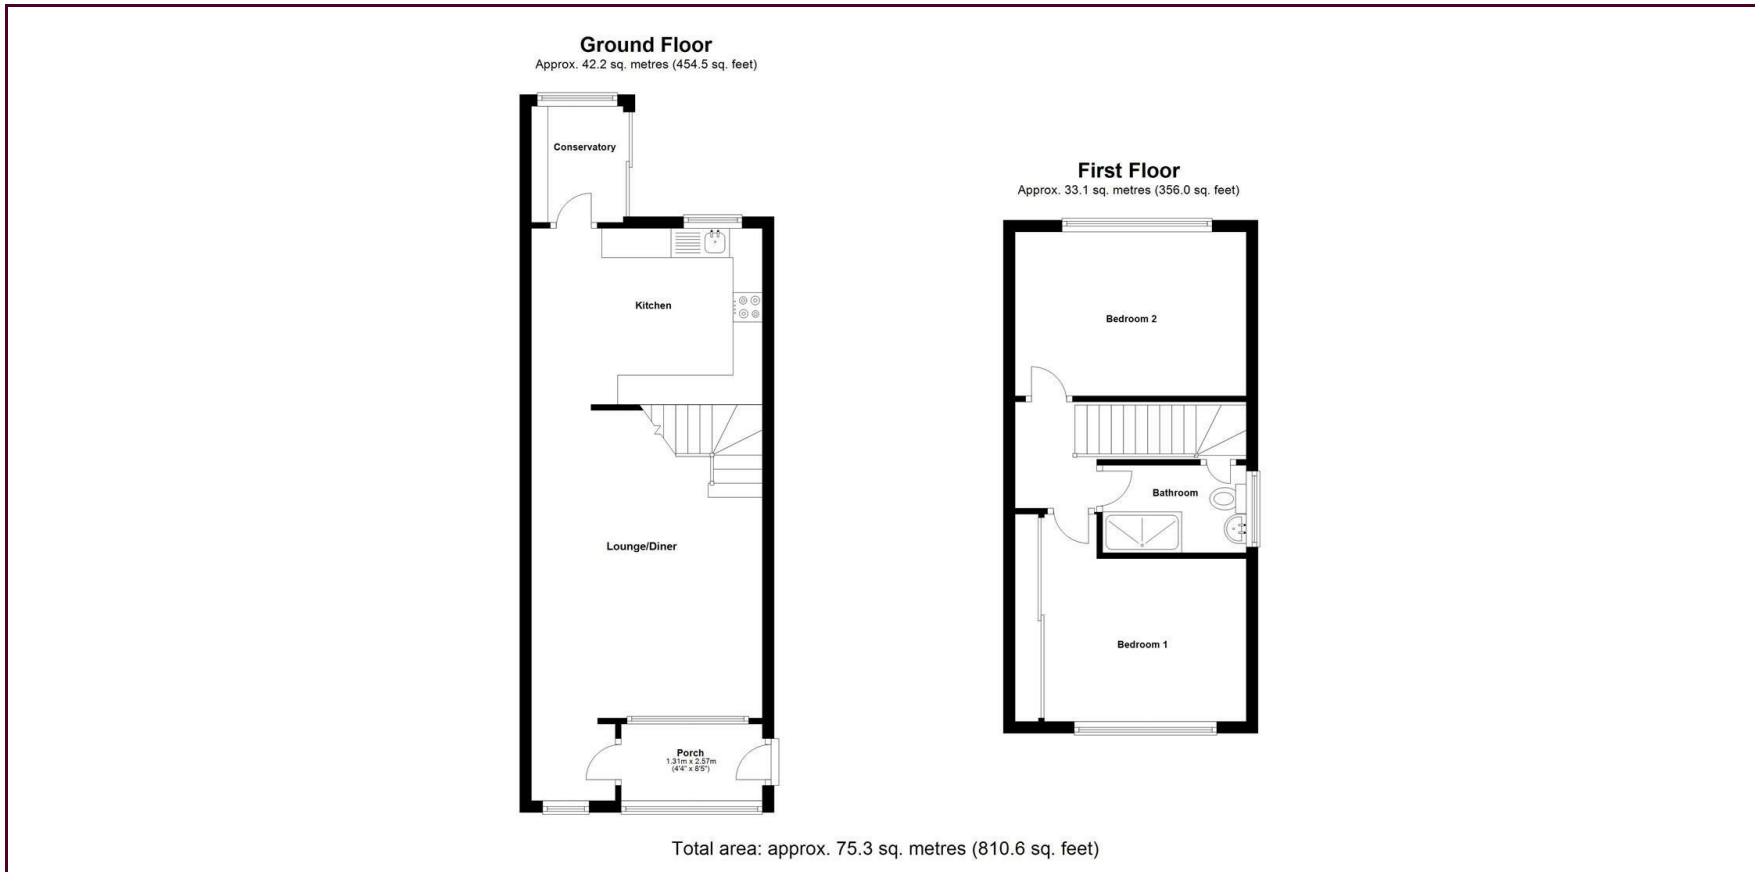 Ground Floor
Approx. 42.2 sq. metres (454.5 sq. feet)
Conservatory
Kitchen
Lounge/Diner
Porch
1.31m x 2.57m
(4'4" x 8'5")
First Floor
Approx. 33.1 sq. metres (356.0 sq. feet)
Bedroom 2
Bathroom
Bedroom 1
Total area: approx. 75.3 sq. metres (810.6 sq. feet)